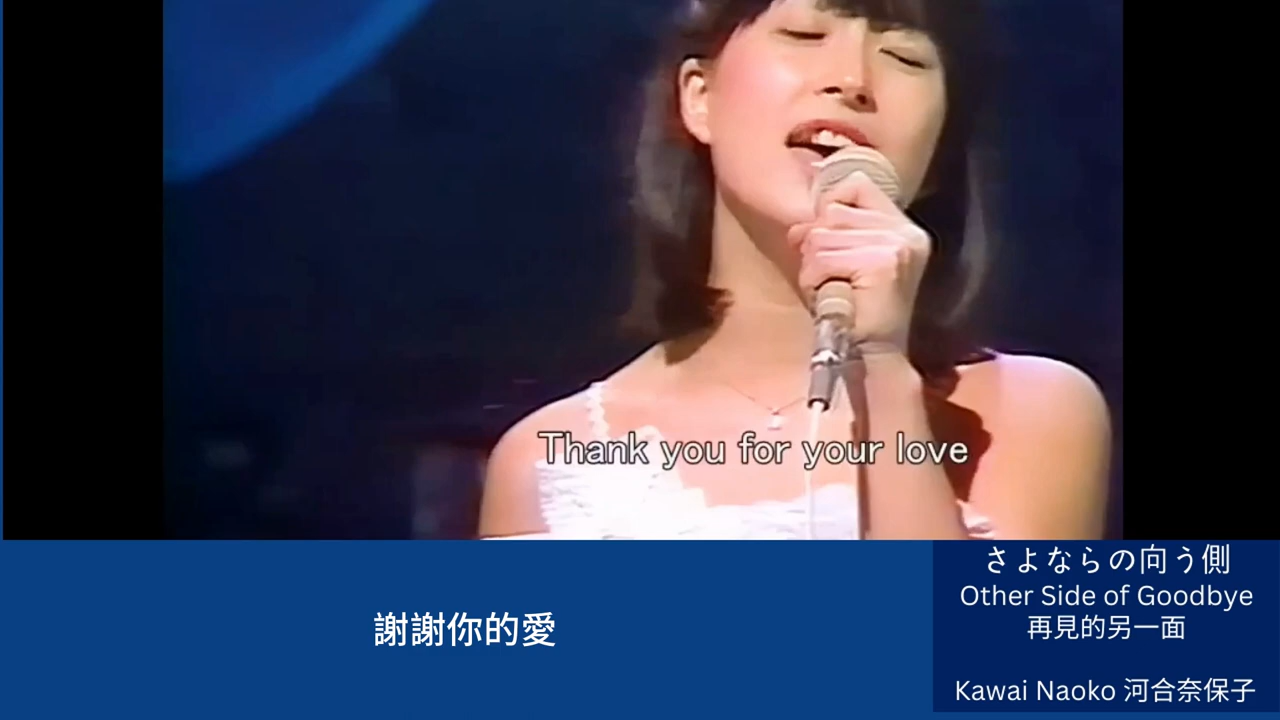 Thank you for your love
謝謝你的愛
さよならの向う側
Other Side of Goodbye
再見的另一面
Kawai Naoko 河合奈保子